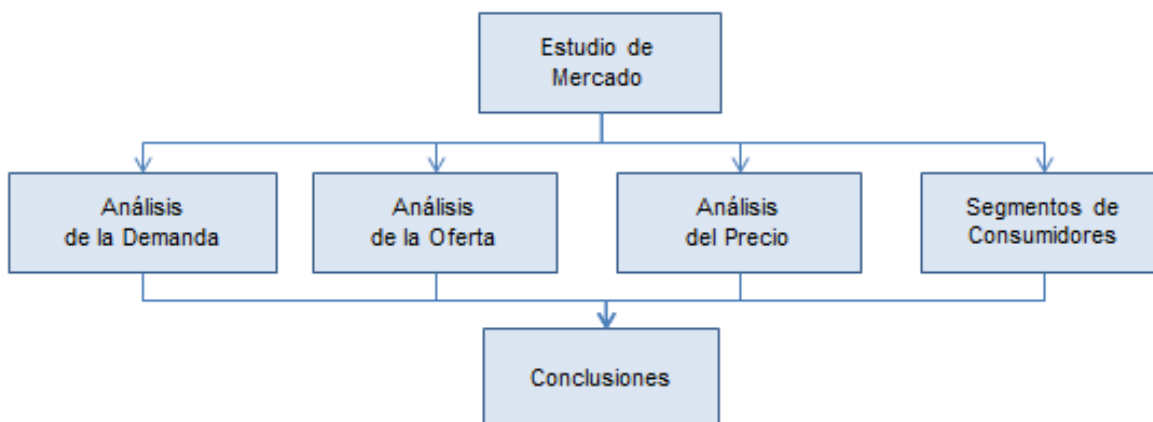 Estudio de
Mercado
Análisis
de la Demanda
Análisis
de la Oferta
Análisis
del Precio
Segmentos de
Consumidores
Conclusiones